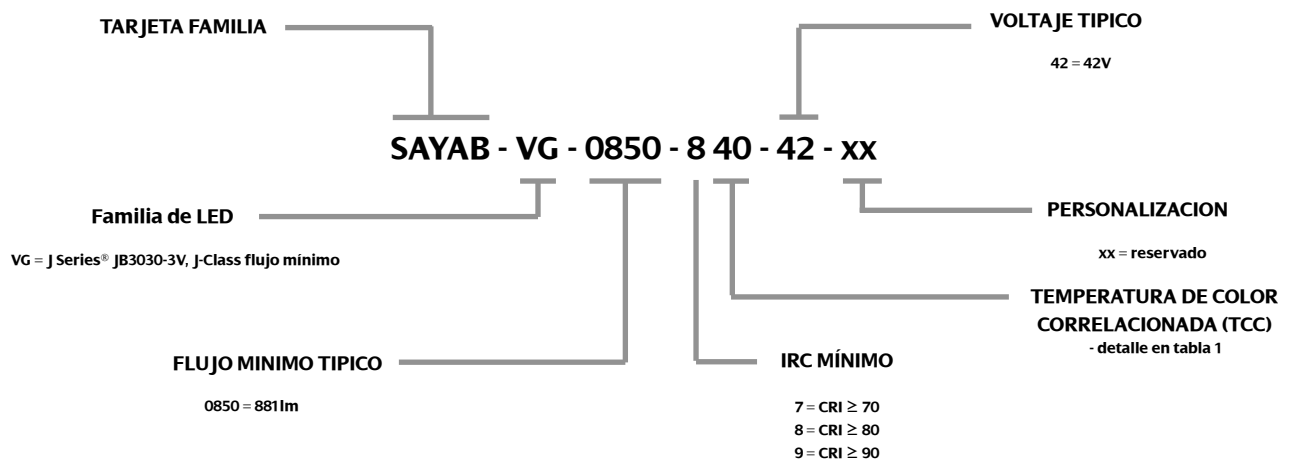 TARJETA FAMILIA
VOLTAJE TIPICO
42 = 42V
SAYAB - VG - 0850 - 8 40 - 42 - xx
Familia de LED
VG = J Series® JB3030-3V, J-Class flujo mínimo
PERSONALIZACION
xx = reservado
TEMPERATURA DE COLOR
CORRELACIONADA (TCC)
- detalle en tabla 1
FLUJO MINIMO TIPICO
0850 = 881lm
IRC MÍNIMO
7 = CRI ≥ 70
8 = CRI ≥ 80
9 = CRI ≥ 90